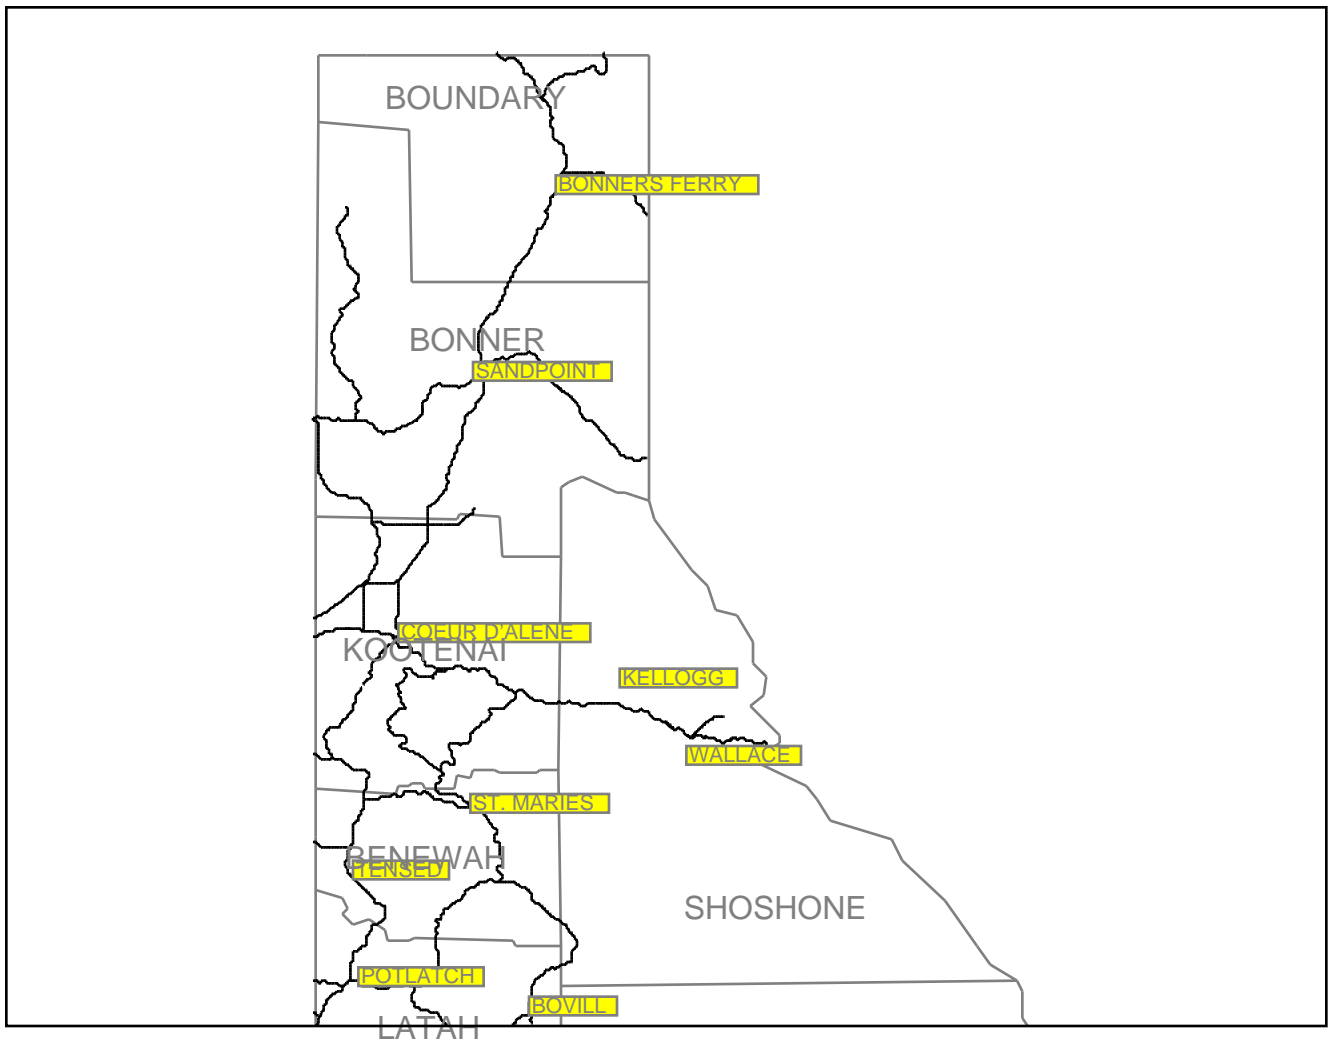 BOUNDARY
BONNERS FERRY
BONNER
SANDPOINT
COEUR D'ALENE
KOOTENAI
KELLOGG
WALLACE
ST. MARIES
BENEWAH
TENSED
SHOSHONE
POTLATCH
BOVILL
LATAH